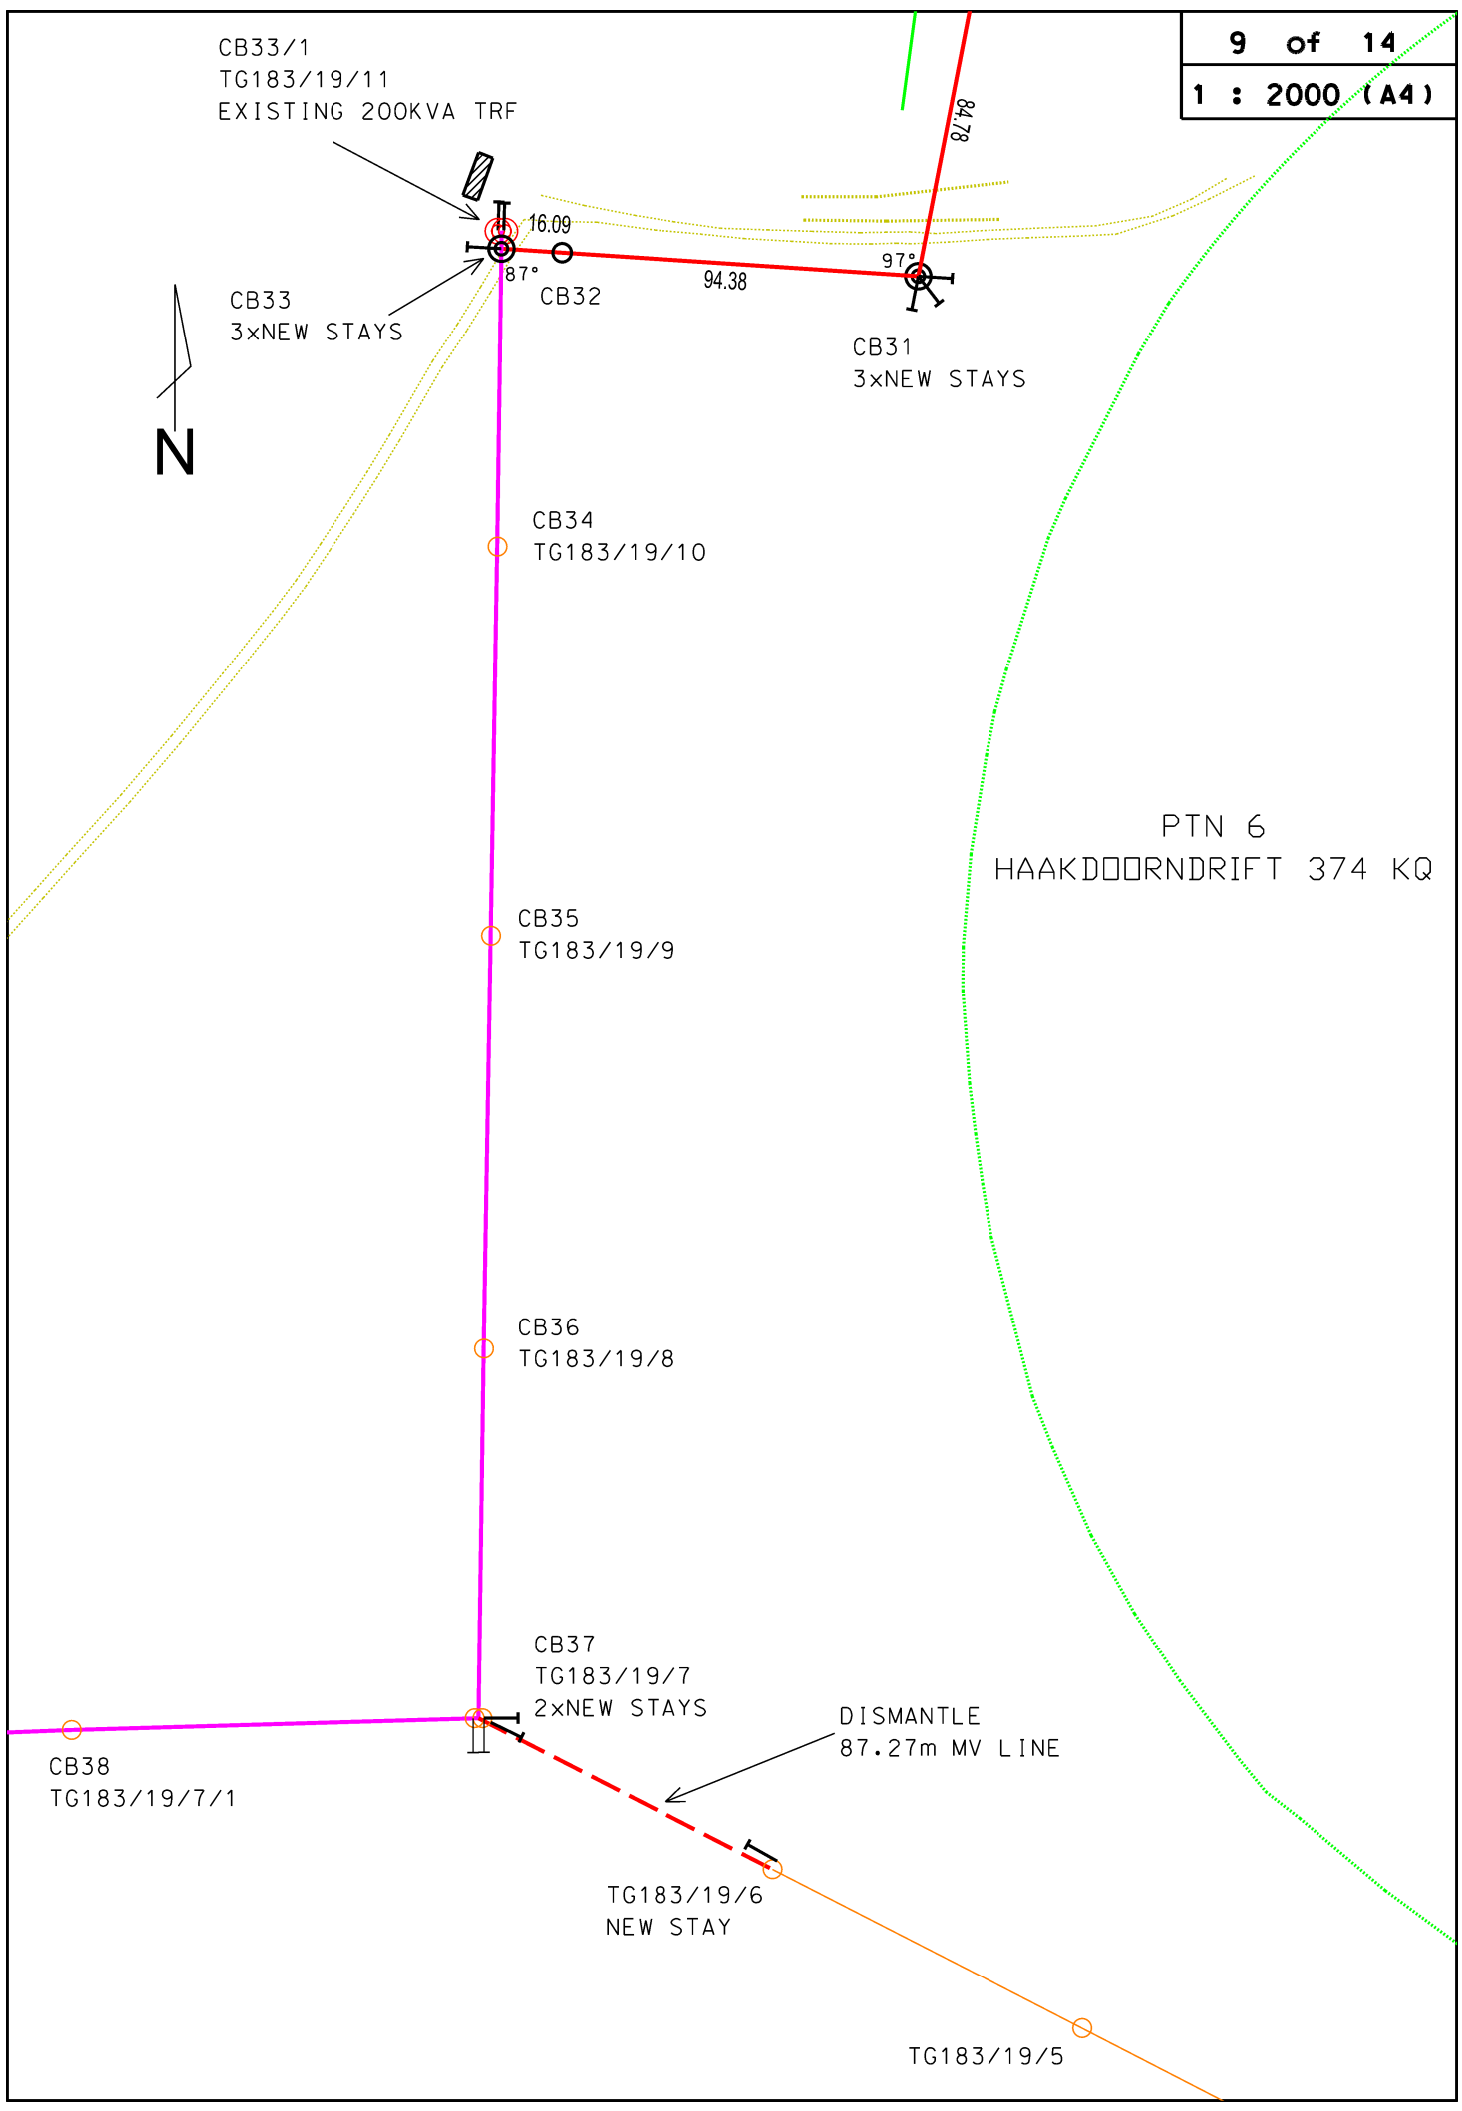 CB33/1
TG183/19/11
EXISTING 200KVA TRF
9 of 14
1 : 2000 (A4)
84.78
16.09
87°
CB32
94.38
97°
CB33
3xNEW STAYS
CB31
3xNEW STAYS
N
CB34
TG183/19/10
PTN 6
HAAKDOORNDRIFT 374 KQ
CB35
TG183/19/9
CB36
TG183/19/8
CB37
TG183/19/7
2xNEW STAYS
DISMANTLE
87.27m MV LINE
CB38
TG183/19/7/1
TG183/19/6
NEW STAY
TG183/19/5